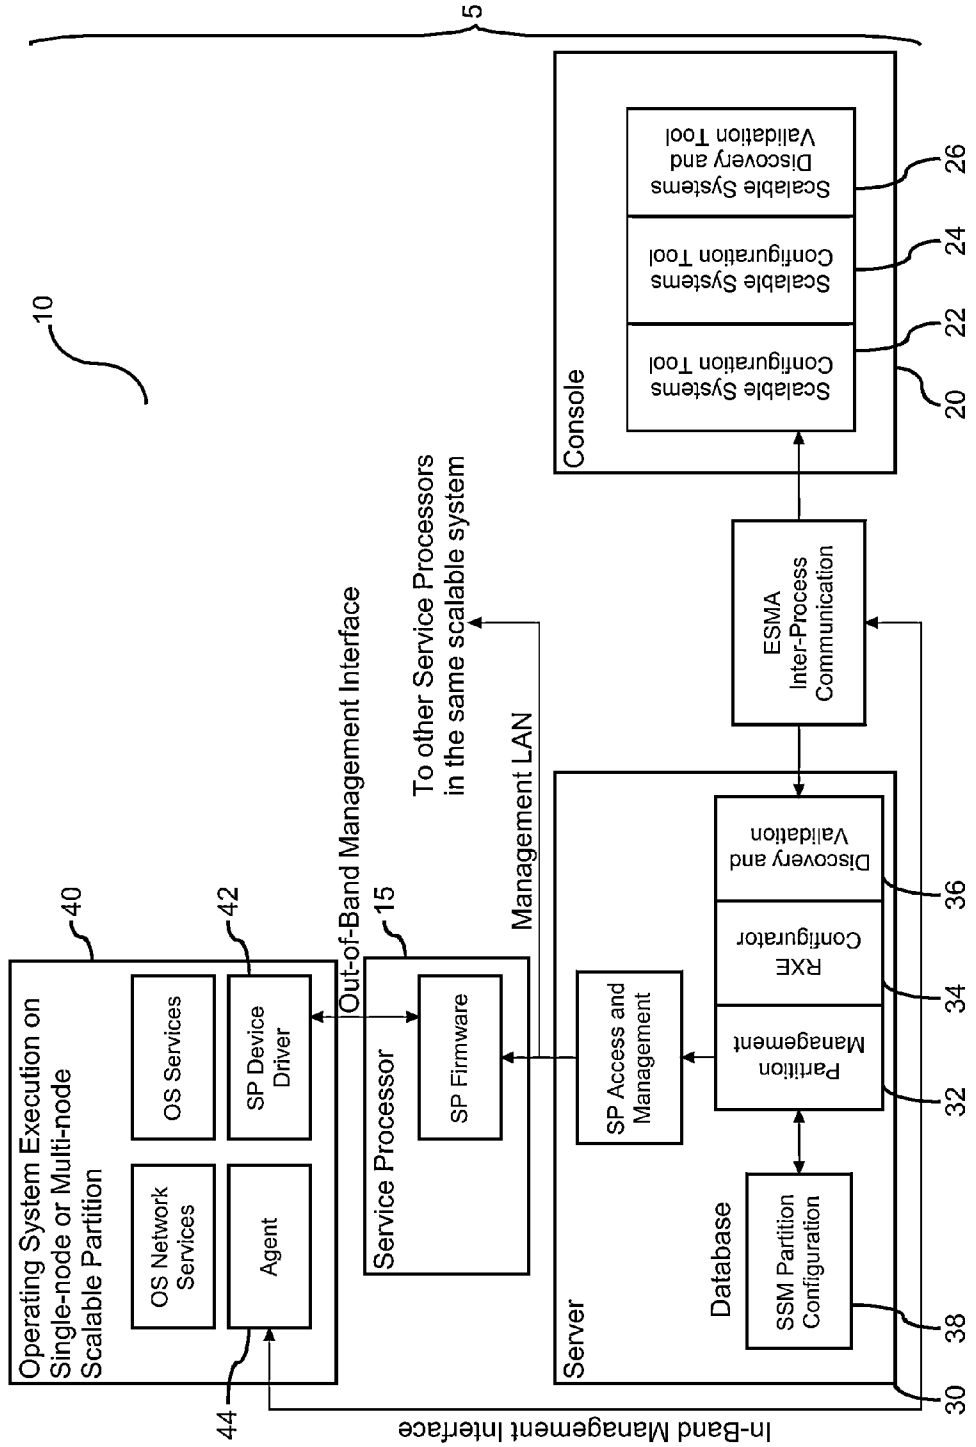 10
5
Operating System Execution on
Single-node or Multi-node
Scalable Partition
40
OS Network
Services
OS Services
Agent
SP Device
Driver
44
42
Out-of-Band Management Interface
Service Processor
15
SP Firmware
To other Service Processors
in the same scalable system
Management LAN
In-Band Management Interface
Server
SP Access and
Management
Database
SSM Partition
Configuration
Partition
Management
RXE
Configurator
Discovery and
Validation
30
38
32
34
36
ESMA
Inter-Process
Communication
Console
Scalable Systems
Configuration Tool
Scalable Systems
Configuration Tool
Scalable Systems
Discovery and
Validation Tool
20
22
24
26